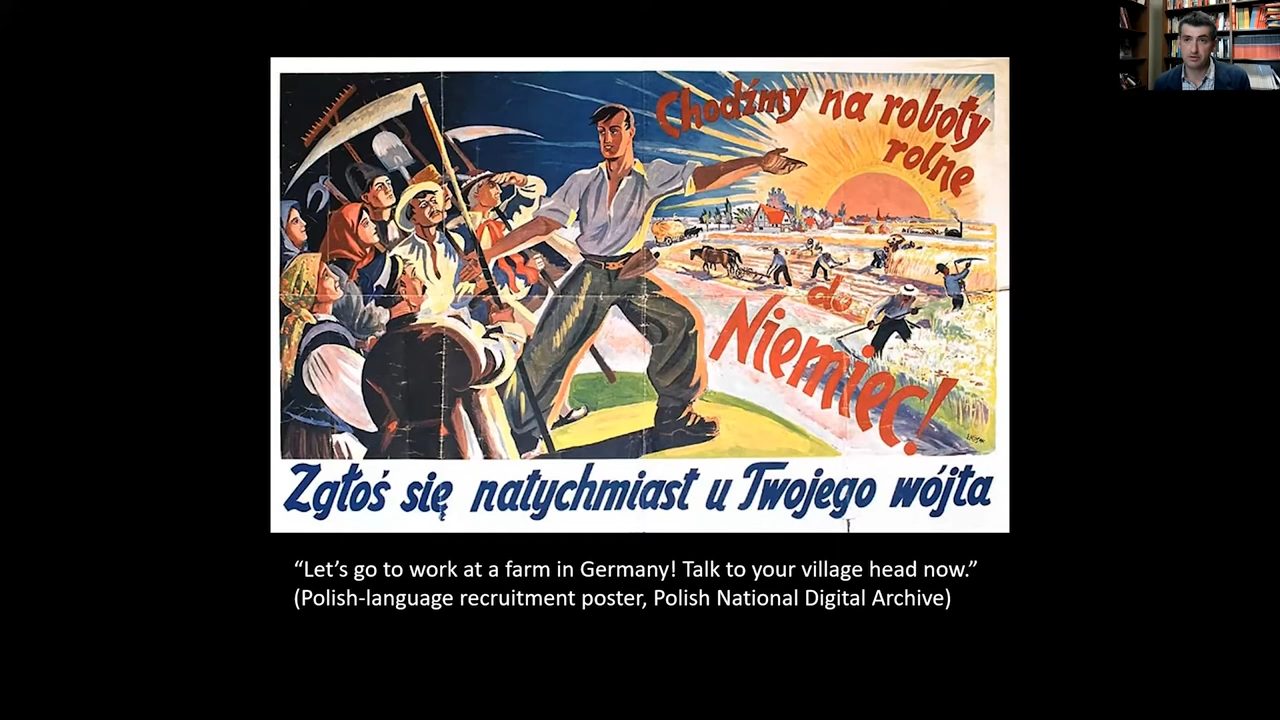 Chodźmy na roboty
rolne
do
Niemiec!
Zgłoś się natychmiast u Twojego wójta
“Let’s go to work at a farm in Germany! Talk to your village head now.”
(Polish-language recruitment poster, Polish National Digital Archive)